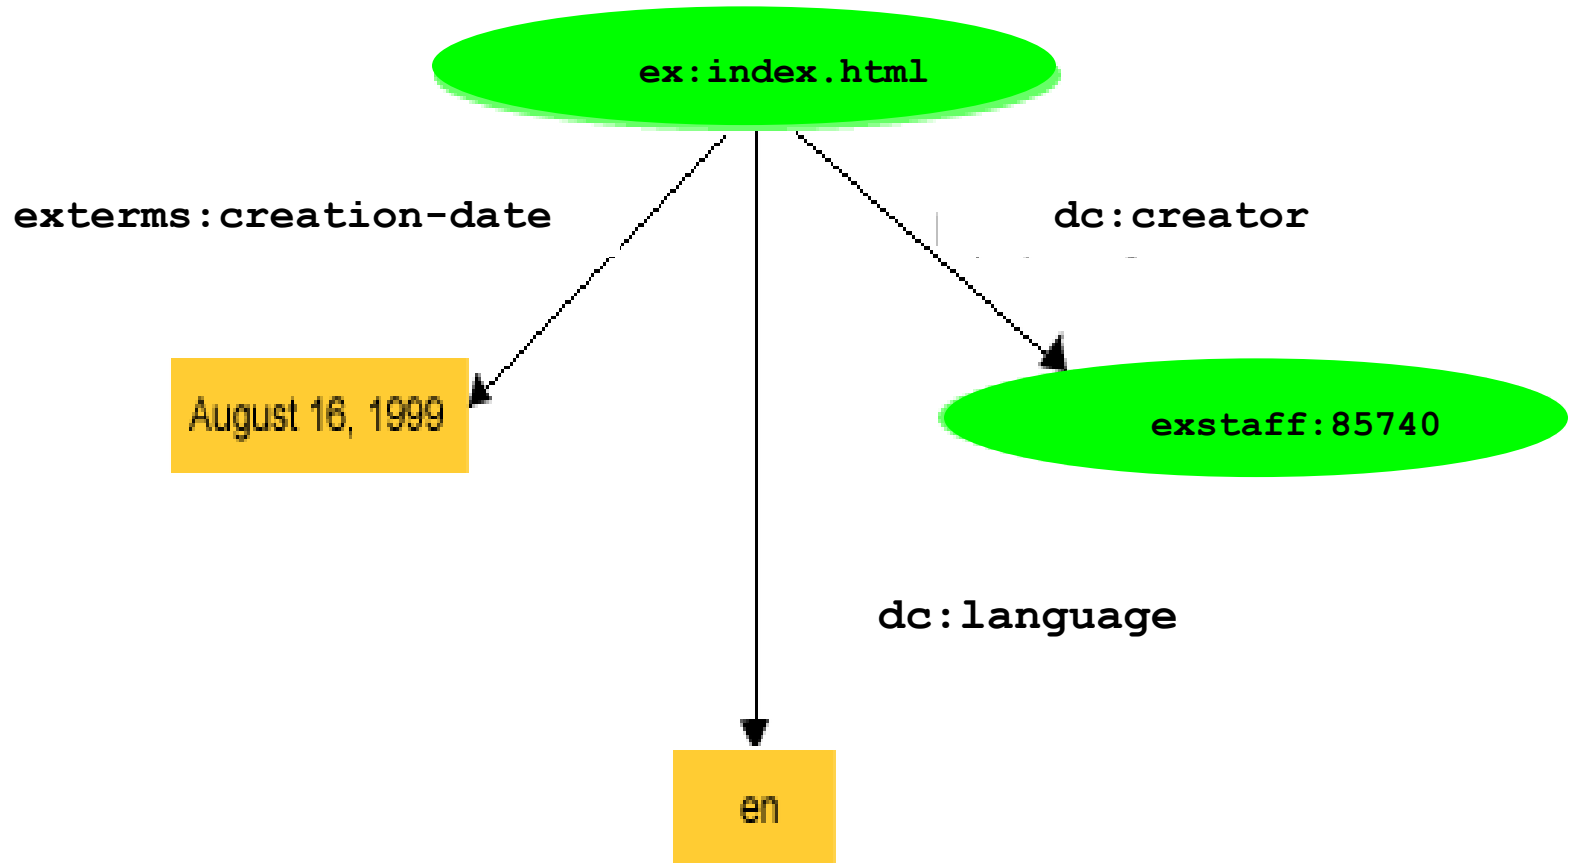 ex:index.html
exterms:creation-date
dc:creator
August 16, 1999
exstaff:85740
dc:language
en